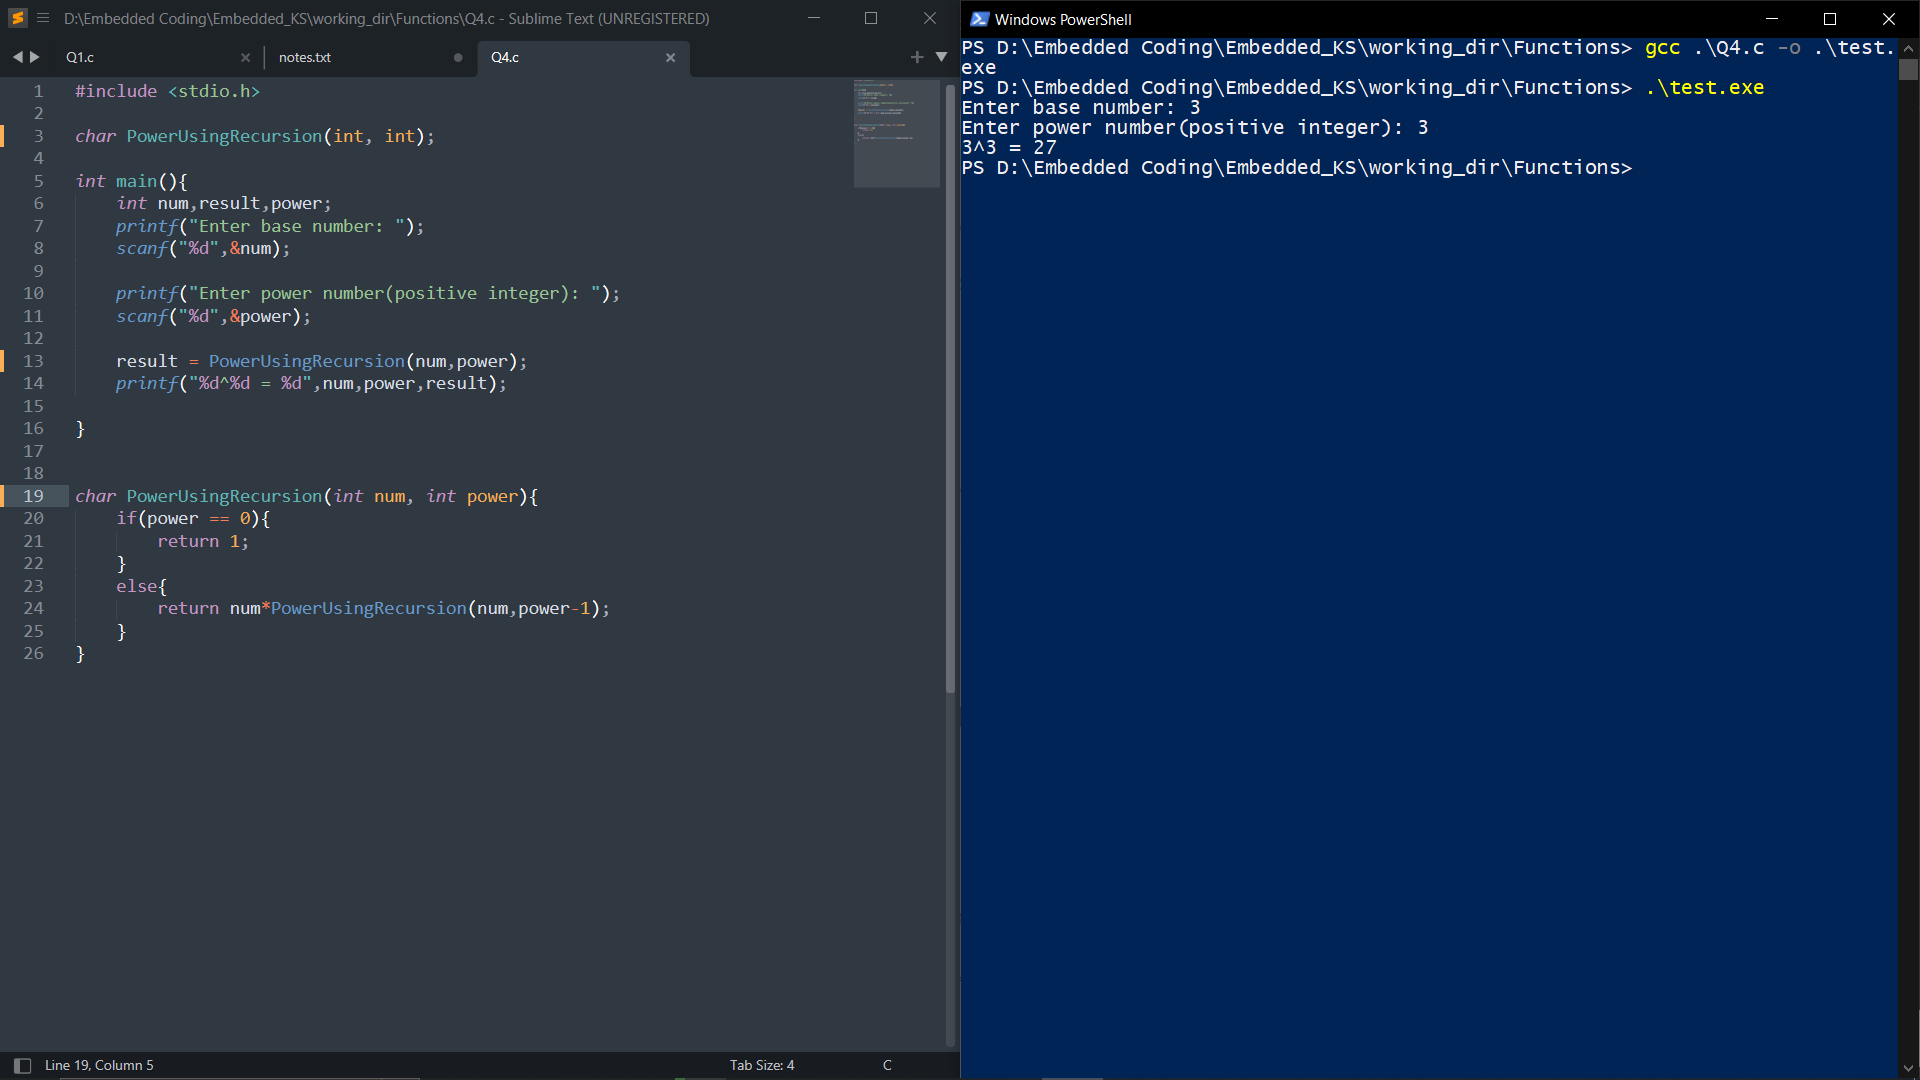 D:\Embedded Coding\Embedded_KS\working_dir\Functions\Q4.c - Sublime Text (UNREGISTERED)
Q1.c
notes.txt
Q4.c
1 #include <stdio.h>
2
3 char PowerUsingRecursion(int, int);
4
5 int main(){
6     int num,result,power;
7     printf("Enter base number: ");
8     scanf("%d",&num);
9
10     printf("Enter power number(positive integer): ");
11     scanf("%d",&power);
12
13     result = PowerUsingRecursion(num,power);
14     printf("%d^%d = %d",num,power,result);
15
16 }
17
18
19 char PowerUsingRecursion(int num, int power){
20     if(power == 0){
21         return 1;
22     }
23     else{
24         return num*PowerUsingRecursion(num,power-1);
25     }
26 }
Line 19, Column 5
Tab Size: 4
C
Windows PowerShell
PS D:\Embedded Coding\Embedded_KS\working_dir\Functions> gcc .\Q4.c -o .\test.
exe
PS D:\Embedded Coding\Embedded_KS\working_dir\Functions> .\test.exe
Enter base number: 3
Enter power number(positive integer): 3
3^3 = 27
PS D:\Embedded Coding\Embedded_KS\working_dir\Functions>